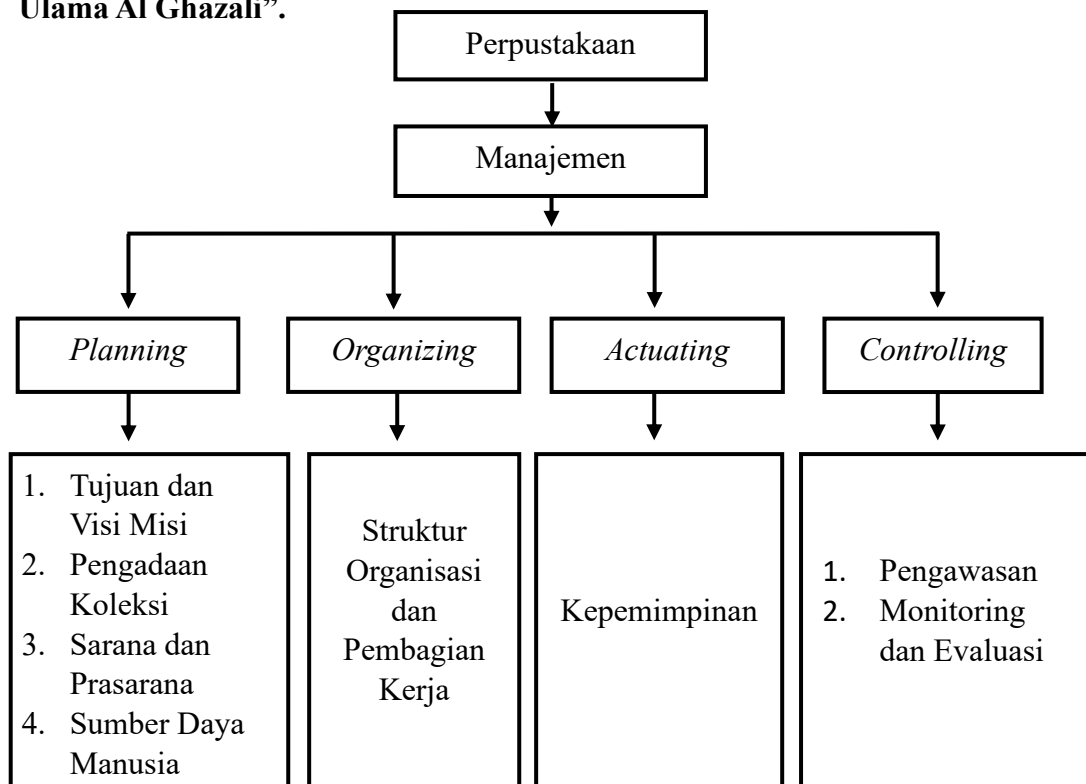 Ulama Al Ghazali”.
Perpustakaan
Manajemen
Planning
Organizing
Actuating
Controlling
1. Tujuan dan
Visi Misi
2. Pengadaan
Koleksi
3. Sarana dan
Prasarana
4. Sumber Daya
Manusia
Struktur
Organisasi
dan
Pembagian
Kerja
Kepemimpinan
1. Pengawasan
2. Monitoring
dan Evaluasi